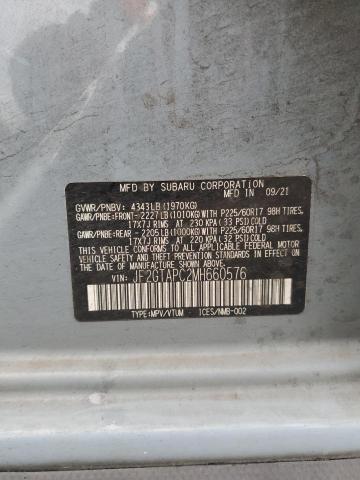 MFD BY SUBARU CORPORATION
MADE IN 09/21
GVWR/PNBV: 4343LB(1970KG)
GAWR/PNBE:FRONT-2227LB(1010KG)WITH P225/60R17 98H TIRES,
17X7J RIMS AT 230 KPA(33 PSI)COLD
GAWR/PNBE:REAR -2205LB(1000KG)WITH P225/60R17 98H TIRES,
17X7J RIMS AT 220 KPA(32 PSI)COLD
THIS VEHICLE CONFORMS TO ALL
APPLICABLE FEDERAL MOTOR VEHICLE
SAFETY, BUMPER, AND THEFT PREVENTION
STANDARDS IN EFFECT ON THE DATE OF
MANUFACTURE SHOWN ABOVE.
VIN: JF2GTAPC2MH660576
TYPE:MPV/VTUM ICES/NMB-002